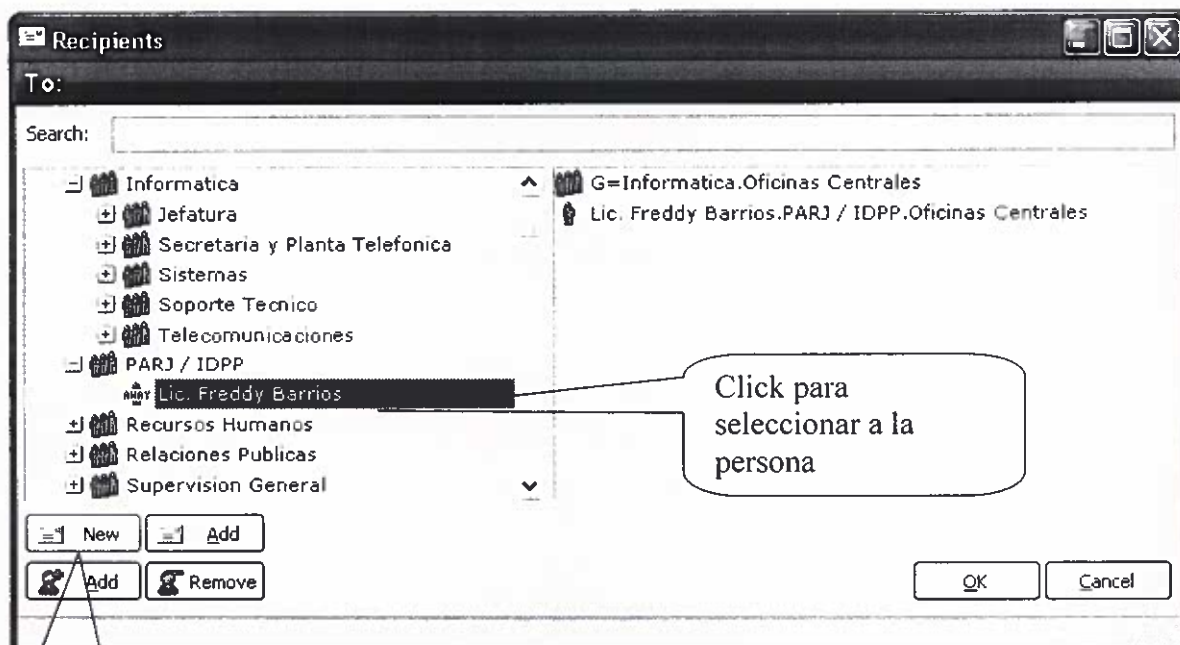 Recipients
To:
Search:
Informatica
Jefatura
Secretaria y Planta Telefonica
Sistemas
Soporte Tecnico
Telecomunicaciones
PARJ / IDPP
AWAY Lic. Freddy Barrios
Recursos Humanos
Relaciones Publicas
Supervision General
G=Informatica.Oficinas Centrales
Lic. Freddy Barrios.PARJ / IDPP.Oficinas Centrales
Click para
seleccionar a la
persona
New Add
Add Remove
OK Cancel